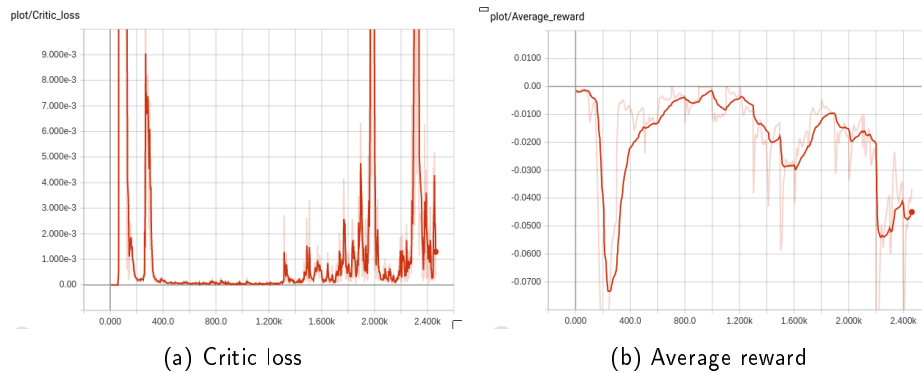 plot/Critic_loss
9.000e-3
8.000e-3
7.000e-3
6.000e-3
5.000e-3
4.000e-3
3.000e-3
2.000e-3
1.000e-3
0.00
0.000 400.0 800.0 1.200k 1.600k 2.000k 2.400k
(a) Critic loss
plot/Average_reward
0.0100
0.00
-0.0100
-0.0200
-0.0300
-0.0400
-0.0500
-0.0600
-0.0700
0.000 400.0 800.0 1.200k 1.600k 2.000k 2.400k
(b) Average reward